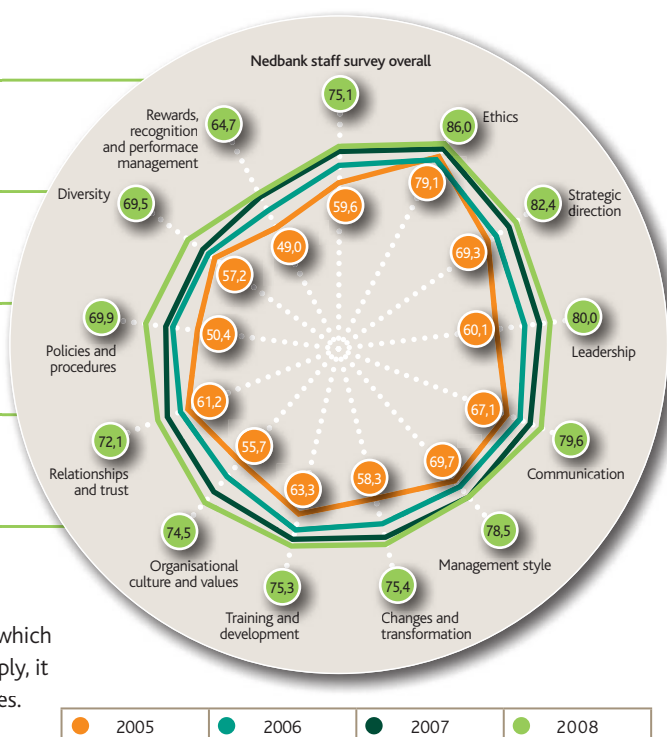 Nedbank staff survey overall
75,1
Ethics
86,0
79,1
Strategic
direction
82,4
69,3
Leadership
80,0
60,1
Communication
79,6
67,1
Management style
78,5
69,7
Changes and
transformation
75,4
58,3
Training and
development
75,3
63,3
Organisational
culture and values
74,5
55,7
Relationships
and trust
72,1
61,2
Policies and
procedures
69,9
50,4
Diversity
69,5
57,2
Rewards,
recognition
and performace
management
64,7
49,0
59,6
which
ply, it
es.
2005 2006 2007 2008